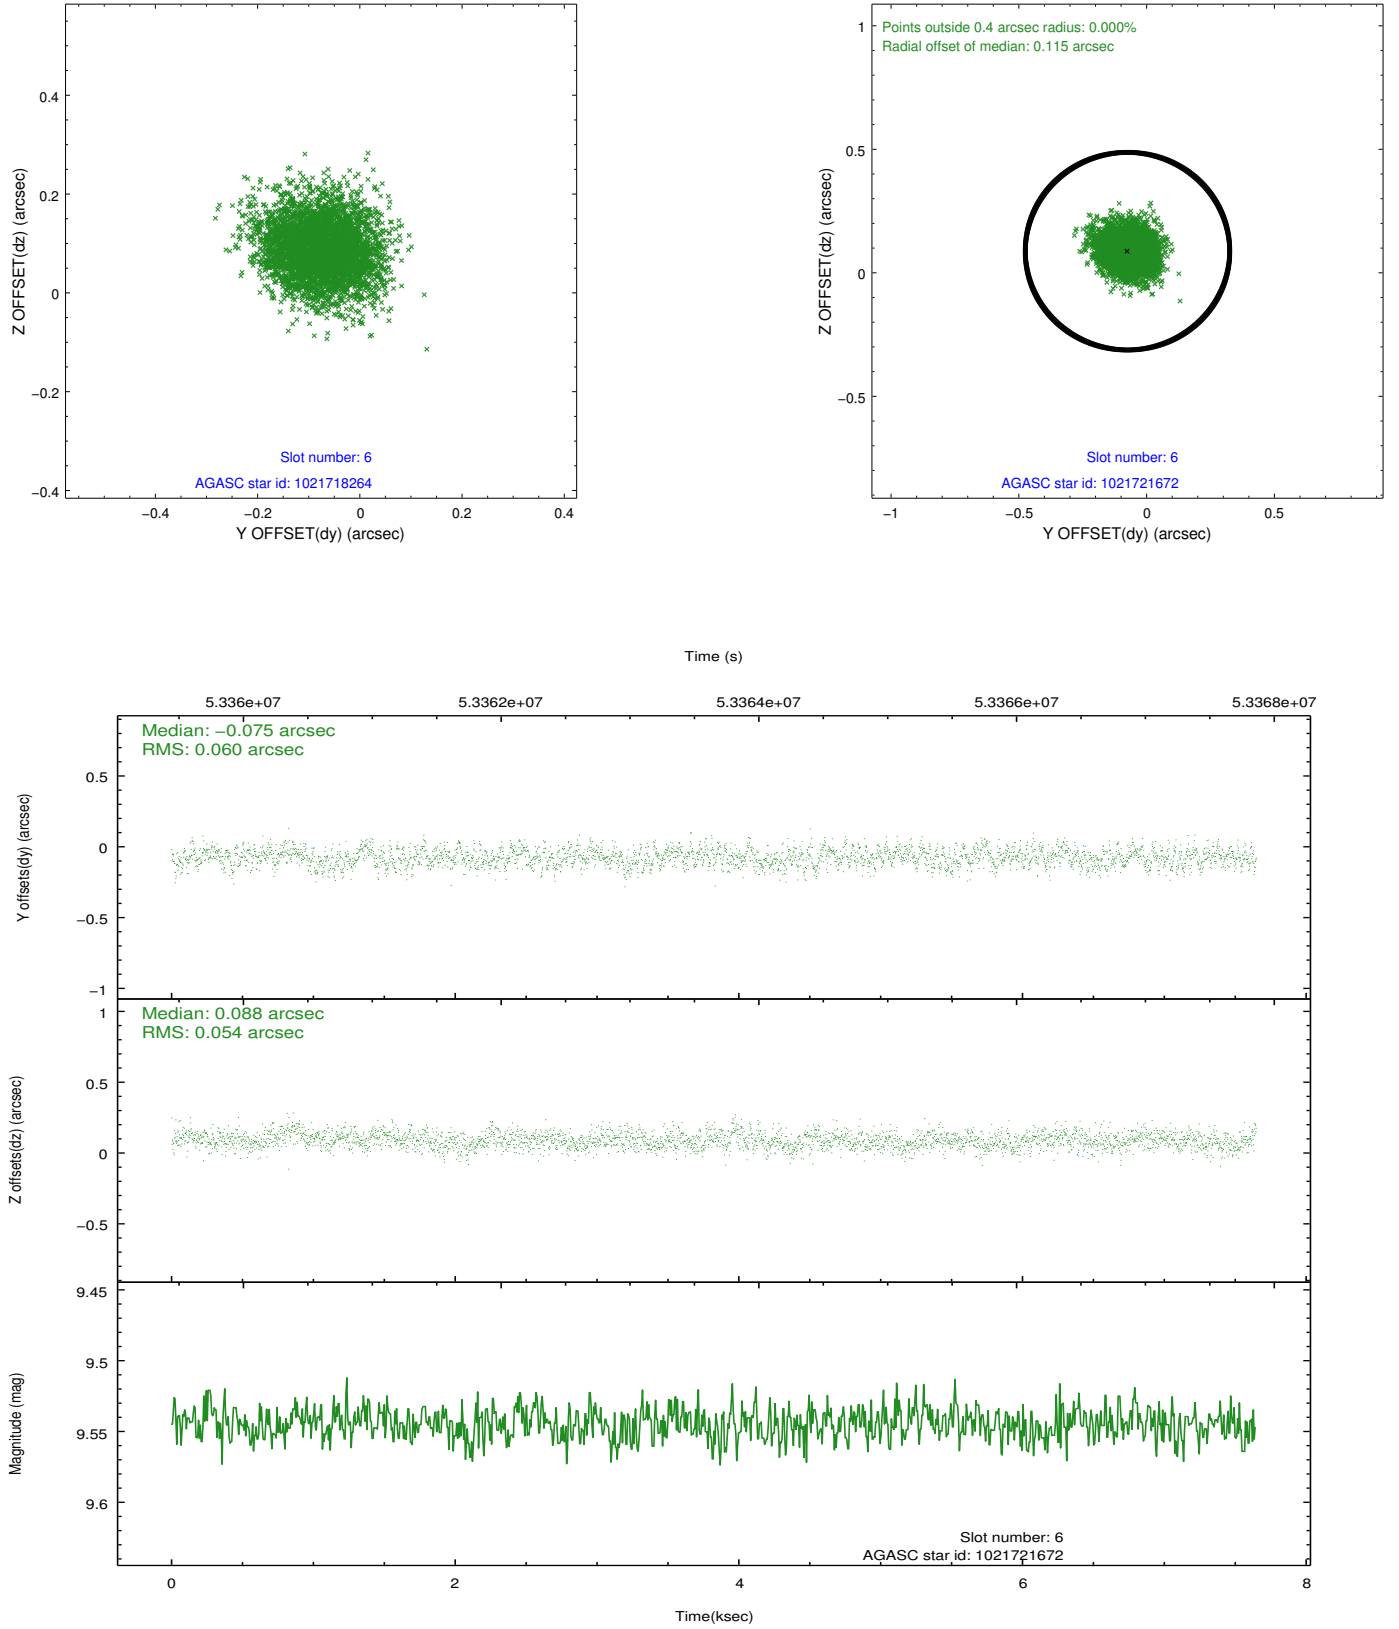 0.4
0.2
0
−0.2
−0.4
Z OFFSET(dz) (arcsec)
Slot number: 6
AGASC star id: 1021718264
−0.4 −0.2 0 0.2 0.4
Y OFFSET(dy) (arcsec)
Points outside 0.4 arcsec radius: 0.000%
Radial offset of median: 0.115 arcsec
1
0.5
0
−0.5
Z OFFSET(dz) (arcsec)
Slot number: 6
AGASC star id: 1021721672
−1 −0.5 0 0.5
Y OFFSET(dy) (arcsec)
Time (s)
5.336e+07 5.3362e+07 5.3364e+07 5.3366e+07 5.3368e+07
Median: −0.075 arcsec
RMS: 0.060 arcsec
0.5
0
−0.5
−1
Y offsets(dy) (arcsec)
Median: 0.088 arcsec
RMS: 0.054 arcsec
1
0.5
0
−0.5
Z offsets(dz) (arcsec)
9.45
9.5
9.55
9.6
Magnitude (mag)
Slot number: 6
AGASC star id: 1021721672
0 2 4 6 8
Time(ksec)